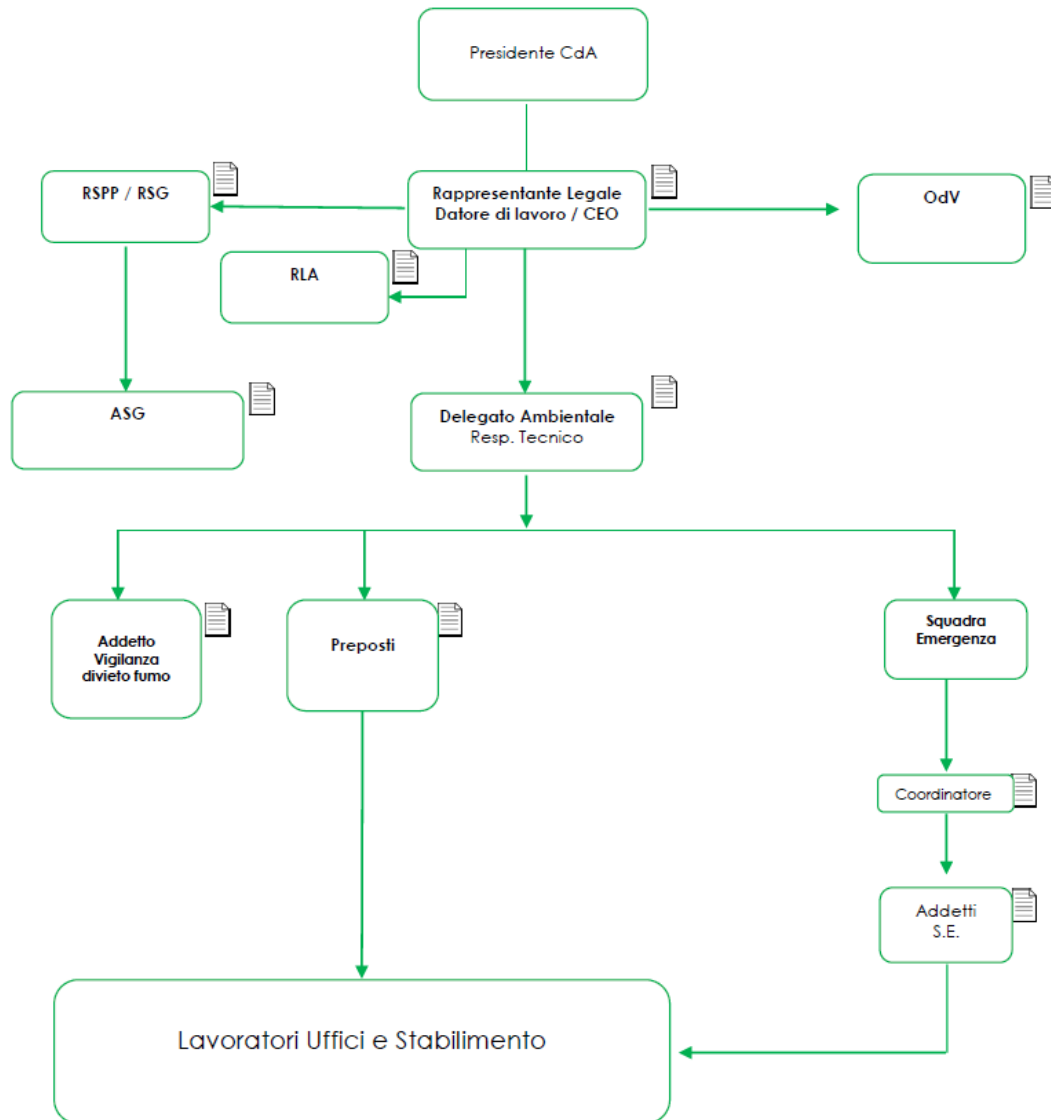 Presidente CdA
RSPP / RSG
Rappresentante Legale
Datore di lavoro / CEO
OdV
RLA
ASG
Delegato Ambientale
Resp. Tecnico
Addetto
Vigilanza
divieto fumo
Preposti
Squadra
Emergenza
Coordinatore
Addetti
S.E.
Lavoratori Uffici e Stabilimento